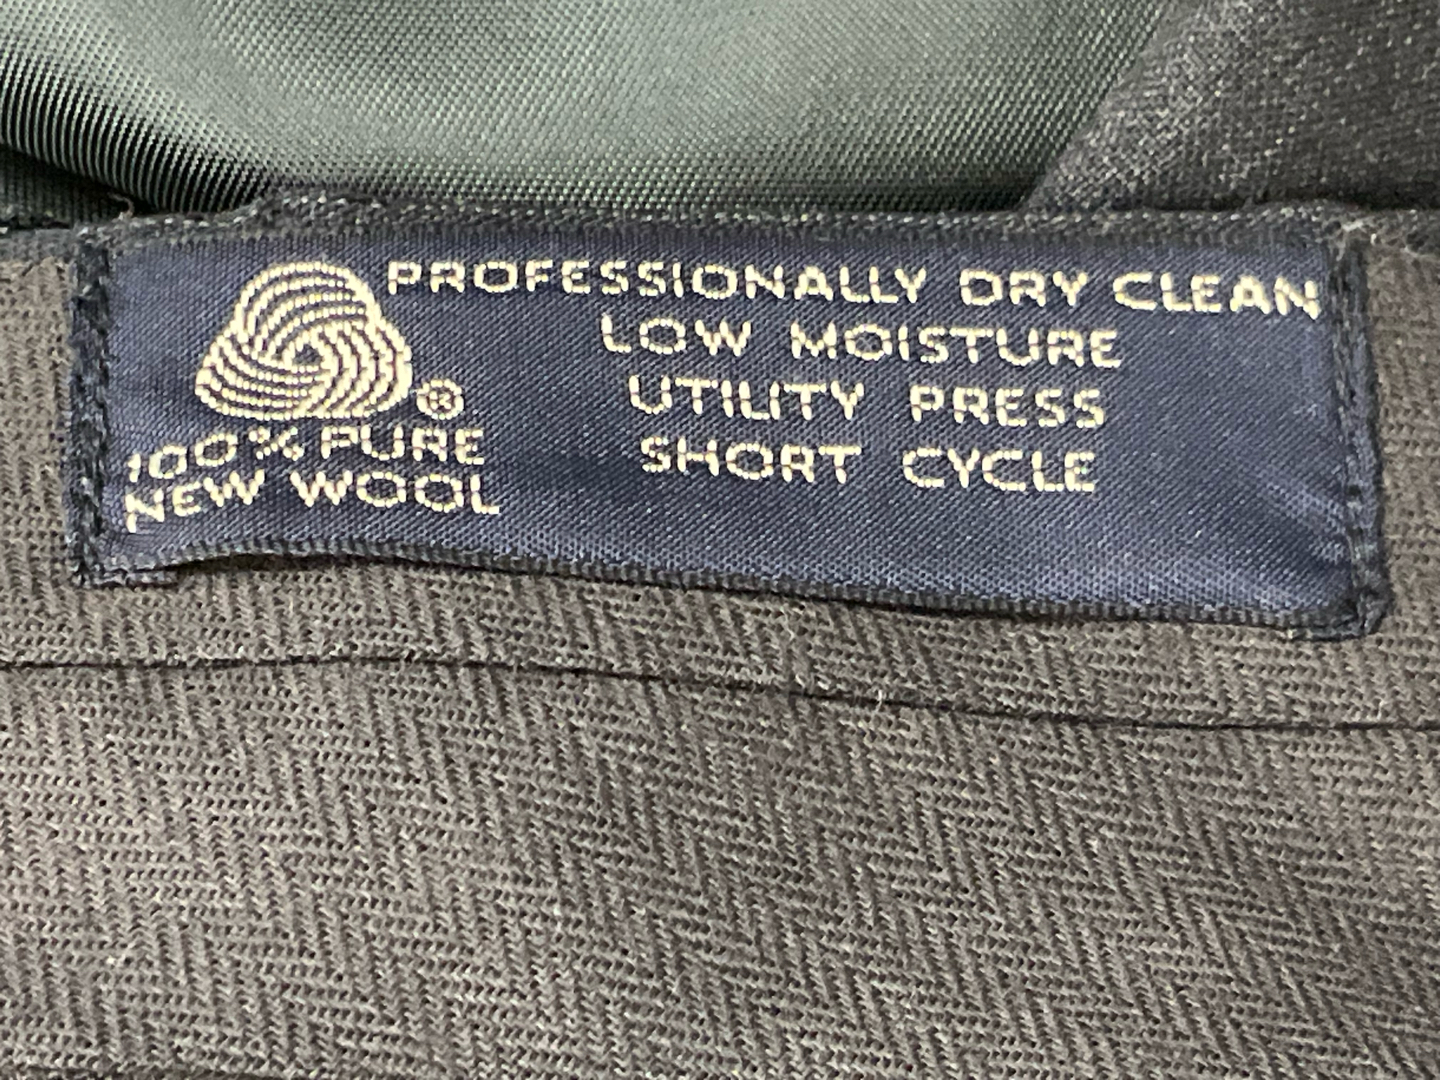 PROFESSIONALLY DRY CLEAN
LOW MOISTURE
UTILITY PRESS
SHORT CYCLE
®
100% PURE
NEW WOOL